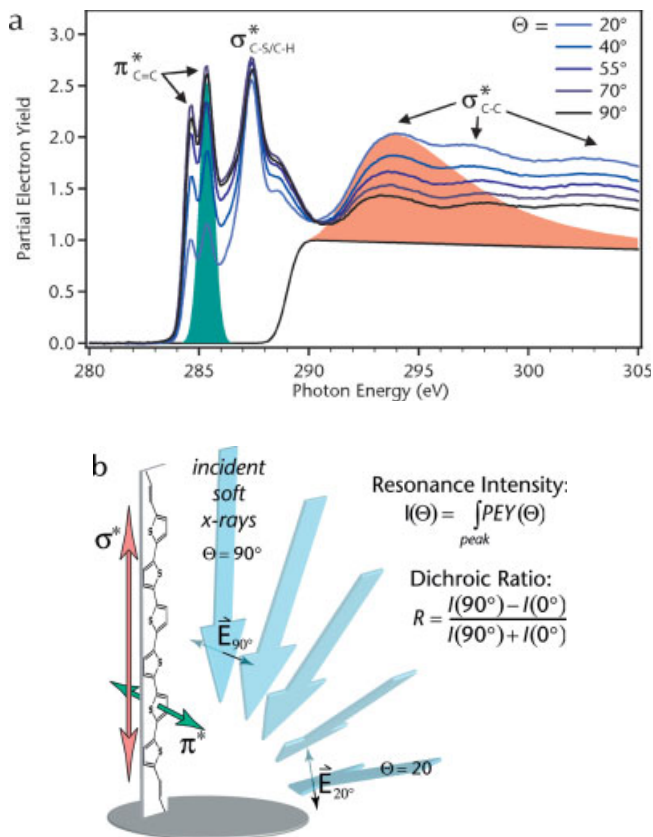 a
π* C=C
σ* C-S/C-H
Θ =
20°
40°
55°
70°
90°
σ* C-C
Partial Electron Yield
3.0
2.5
2.0
1.5
1.0
0.5
0.0
280
285
290
295
300
305
Photon Energy (eV)
b
incident
soft
x-rays
Θ = 90°
σ*
π*
S
S
S
S
S
S
E⃗90°
E⃗20°
Θ = 20
Resonance Intensity:
I(Θ) = ∫PEY(Θ)
peak
Dichroic Ratio:
R = I(90°) – I(0°)
I(90°) + I(0°)